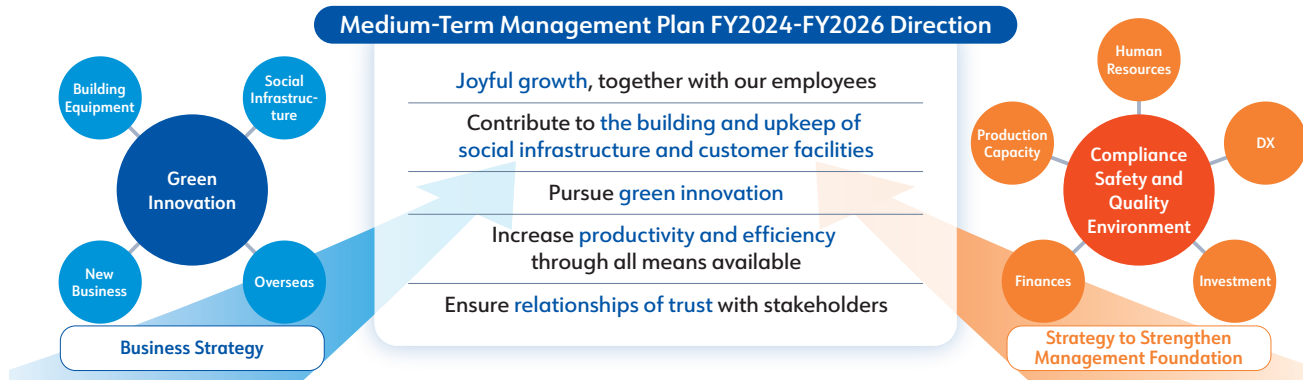 Medium-Term Management Plan FY2024-FY2026 Direction
Building
Equipment
Social
Infrastruc-
ture
Green
Innovation
New
Business
Overseas
Business Strategy
Joyful growth, together with our employees
Contribute to the building and upkeep of
social infrastructure and customer facilities
Pursue green innovation
Increase productivity and efficiency
through all means available
Ensure relationships of trust with stakeholders
Human
Resources
Production
Capacity
DX
Compliance
Safety and
Quality
Environment
Finances
Investment
Strategy to Strengthen
Management Foundation